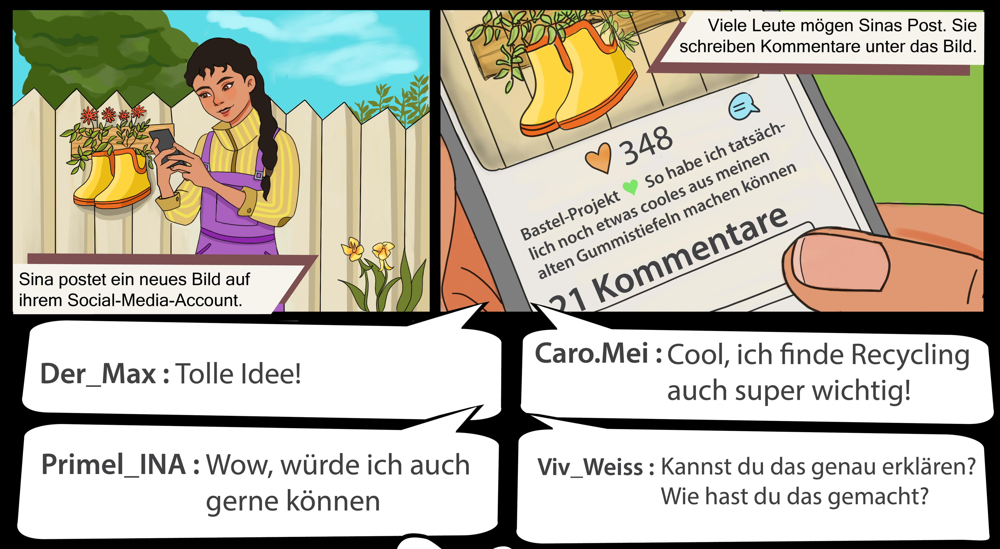 Sina postet ein neues Bild auf
ihrem Social-Media-Account.
Viele Leute mögen Sinas Post. Sie
schreiben Kommentare unter das Bild.
348
Bastel-Projekt 💚 So habe ich tatsäch-
lich noch etwas cooles aus meinen
alten Gummistiefeln machen können
21 Kommentare
Der_Max : Tolle Idee!
Caro.Mei : Cool, ich finde Recycling
auch super wichtig!
Primel_INA : Wow, würde ich auch
gerne können
Viv_Weiss : Kannst du das genau erklären?
Wie hast du das gemacht?